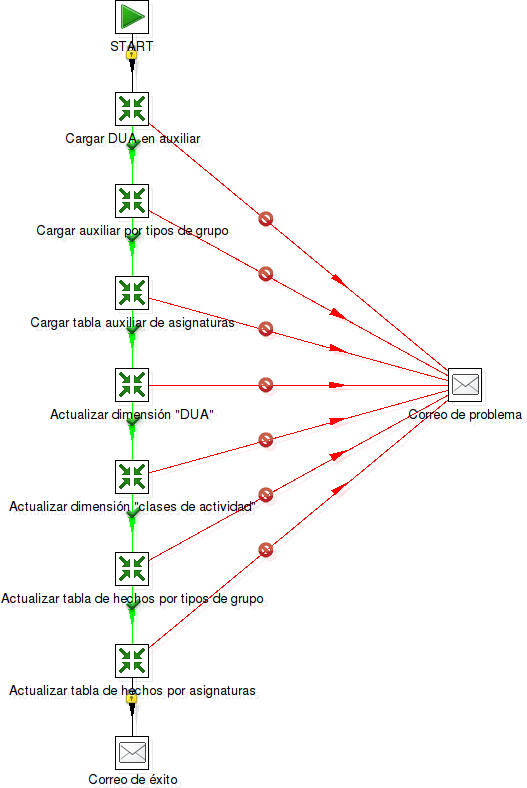 START
Cargar DUA en auxiliar
Cargar auxiliar por tipos de grupo
Cargar tabla auxiliar de asignaturas
Actualizar dimensión "DUA"
Correo de problema
Actualizar dimensión "clases de actividad"
Actualizar tabla de hechos por tipos de grupo
Actualizar tabla de hechos por asignaturas
Correo de éxito